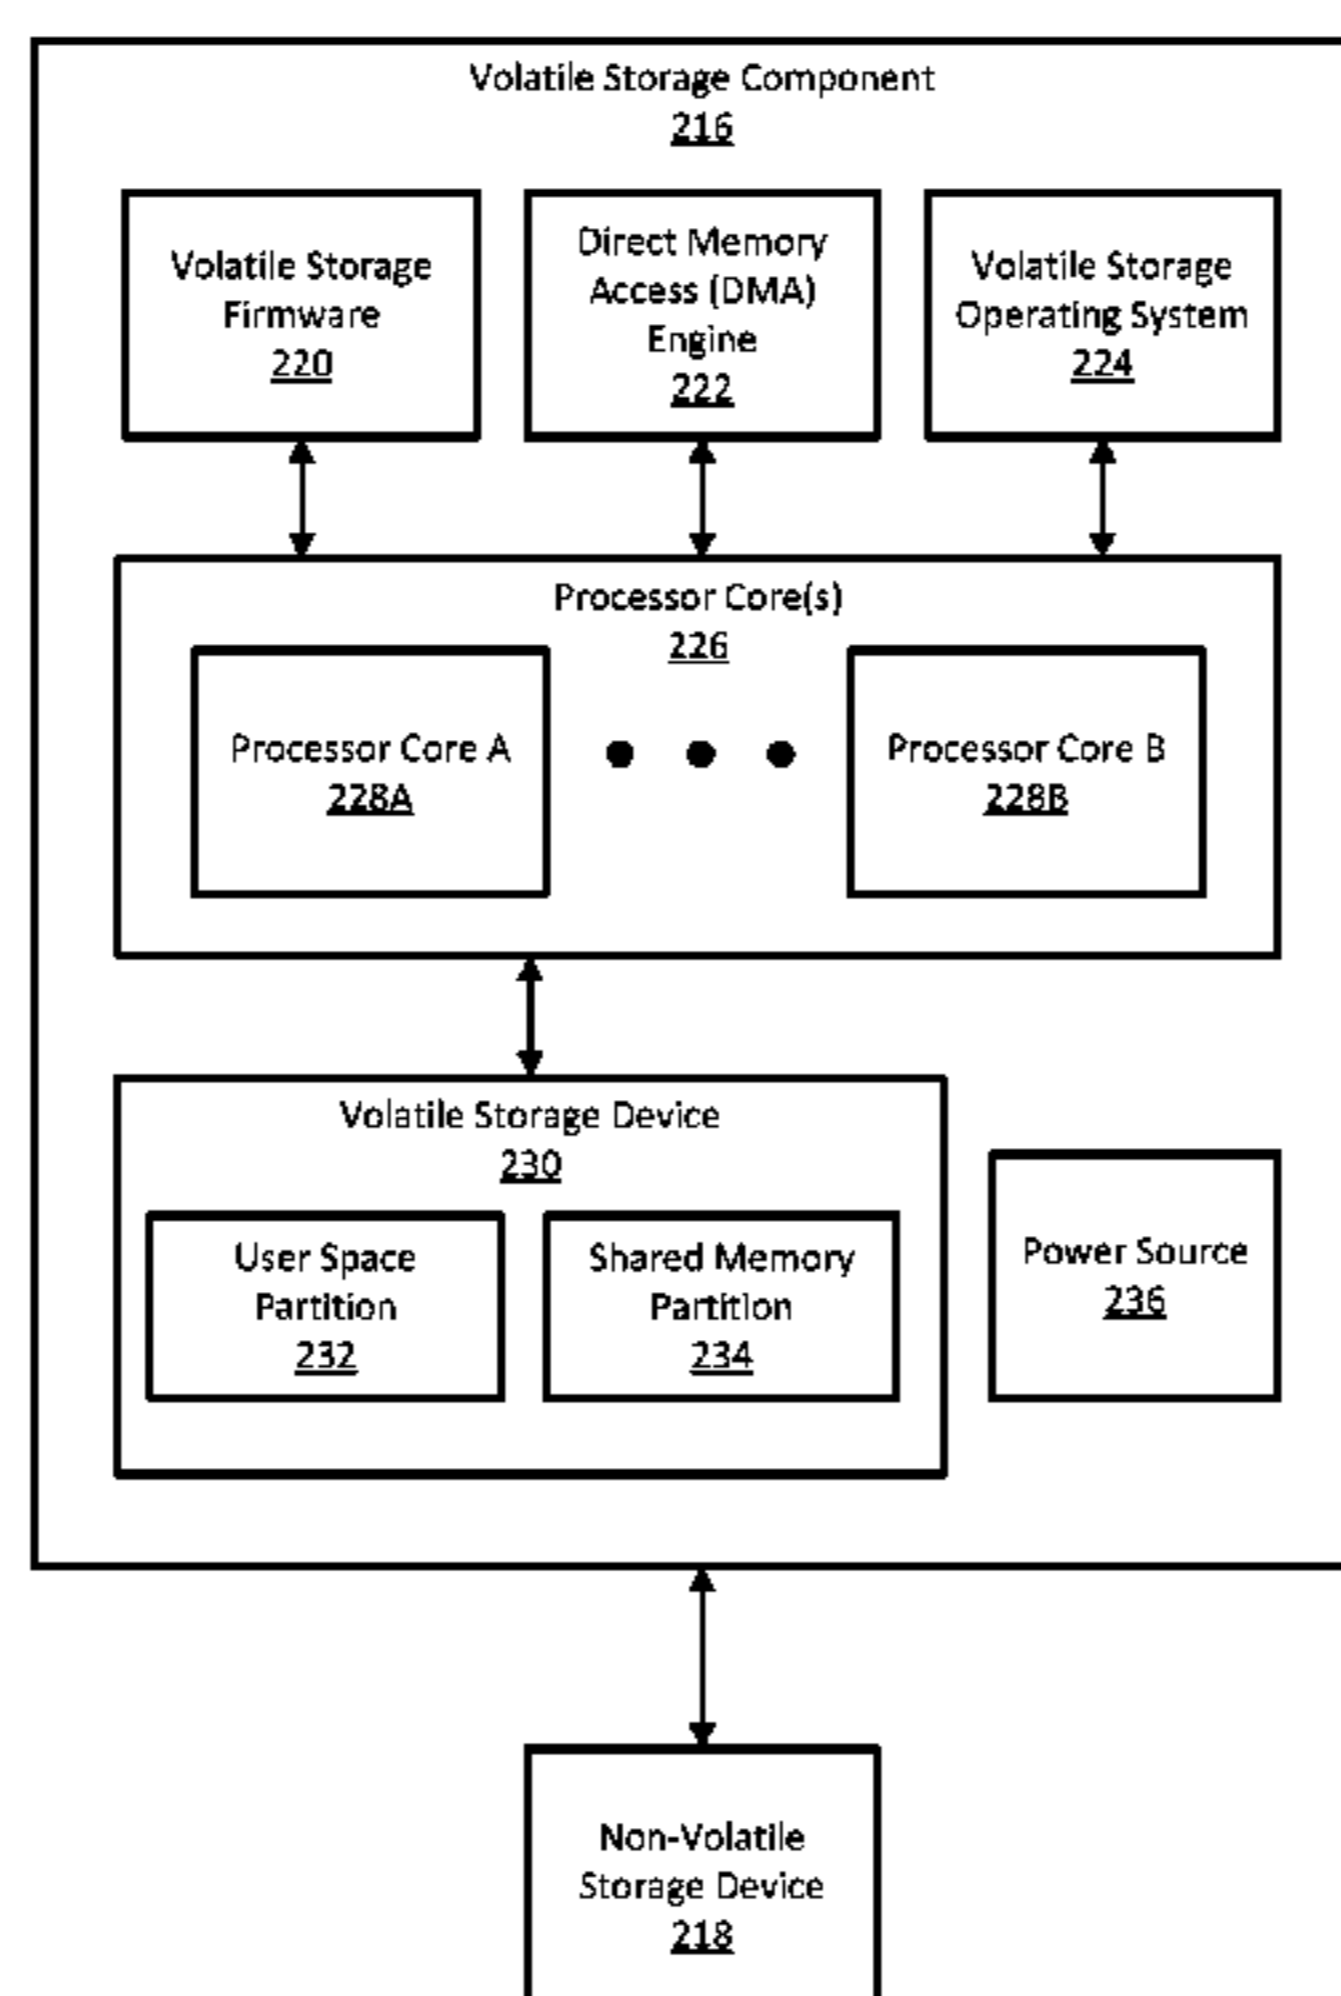 Volatile Storage Component
216
Volatile Storage
Firmware
220
Direct Memory
Access (DMA)
Engine
222
Volatile Storage
Operating System
224
Processor Core(s)
226
Processor Core A
228A
Processor Core B
228B
Volatile Storage Device
230
User Space
Partition
232
Shared Memory
Partition
234
Power Source
236
Non-Volatile
Storage Device
218